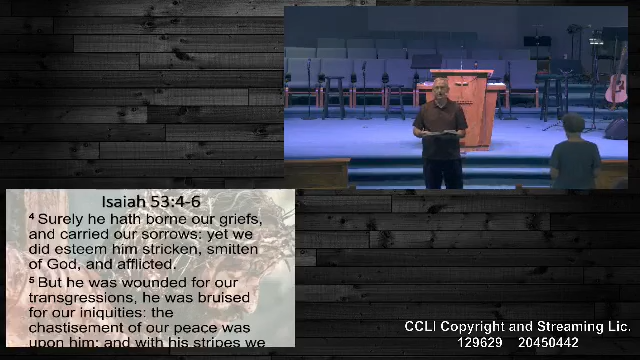 Isaiah 53:4-6
4 Surely he hath borne our griefs,
and carried our sorrows: yet we
did esteem him stricken, smitten
of God, and afflicted.
5 But he was wounded for our
transgressions, he was bruised
for our iniquities: the
chastisement of our peace was
upon him; and with his stripes we
CCLI Copyright and Streaming Lic.
129629 20450442